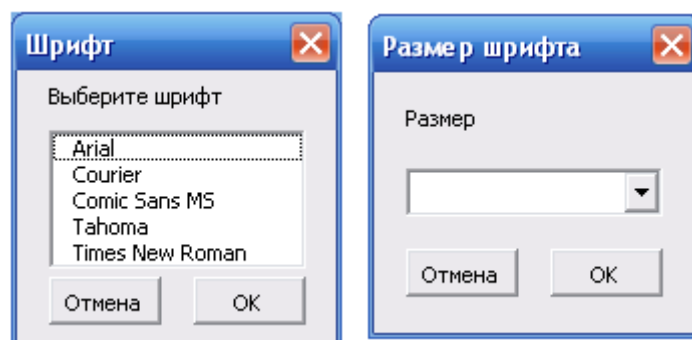 Шрифт
Выберите шрифт
Arial
Courier
Comic Sans MS
Tahoma
Times New Roman
Отмена
OK
Размер шрифта
Размер
Отмена
OK